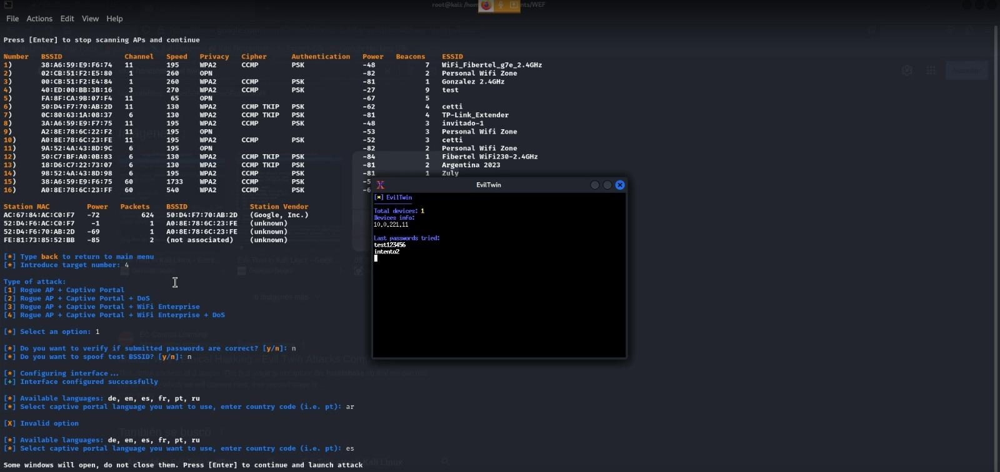 root@kali: /hom nts/WEF
File Actions Edit View Help
Press [Enter] to stop scanning APs and continue
Number BSSID Channel Speed Privacy Cipher Authentication Power Beacons ESSID
1) 38:A6:59:E9:F6:74 11 195 WPA2 CCMP PSK -48 7 WiFi_Fibertel_g7e_2.4GHz
2) 02:CB:51:F2:E5:80 1 260 OPN -82 2 Personal Wifi Zone
3) 00:CB:51:F2:E4:84 1 260 WPA2 CCMP PSK -81 1 Gonzalez 2.4GHz
4) 40:ED:00:BB:3B:16 3 270 WPA2 CCMP PSK -27 9 test
5) FA:8F:CA:9B:07:F4 11 65 OPN -67 5
6) 50:D4:F7:70:AB:2D 11 130 WPA2 CCMP TKIP PSK -62 4 cetti
7) 0C:80:63:1A:08:37 6 130 WPA2 CCMP TKIP PSK -81 4 TP-Link_Extender
8) 3A:A6:59:E9:F7:75 11 195 WPA2 CCMP PSK -48 3 invitado-1
9) A2:8E:78:6C:22:F2 11 195 OPN -53 3 Personal Wifi Zone
10) A0:8E:78:6C:23:FE 11 195 WPA2 CCMP PSK -52 3 cetti
11) 9A:52:4A:43:8D:9C 6 195 OPN -82 2 Personal Wifi Zone
12) 50:C7:BF:A0:0B:83 6 130 WPA2 CCMP TKIP PSK -84 1 Fibertel WiFi230-2.4GHz
13) 18:D6:C7:22:73:07 6 130 WPA2 CCMP TKIP PSK -81 2 Argentina 2023
14) 98:52:4A:43:8D:98 6 195 WPA2 CCMP PSK -81 1 Zuly
15) 38:A6:59:E9:F6:75 60 1733 WPA2 CCMP PSK -5
16) A0:8E:78:6C:23:FF 60 540 WPA2 CCMP PSK -6
Station MAC Power Packets BSSID Station Vendor
AC:67:84:AC:C0:F7 -72 624 50:D4:F7:70:AB:2D (Google, Inc.)
52:D4:F6:AC:C0:F7 -1 1 A0:8E:78:6C:23:FE (unknown)
52:D4:F6:70:AB:2D -69 1 A0:8E:78:6C:23:FE (unknown)
FE:81:73:85:52:BB -85 2 (not associated) (unknown)
[*] Type back to return to main menu
[*] Introduce target number: 4
Type of attack:
[1] Rogue AP + Captive Portal
[2] Rogue AP + Captive Portal + DoS
[3] Rogue AP + Captive Portal + WiFi Enterprise
[4] Rogue AP + Captive Portal + WiFi Enterprise + DoS
[*] Select an option: 1
[*] Do you want to verify if submitted passwords are correct? [y/n]: n
[*] Do you want to spoof test BSSID? [y/n]: n
[*] Configuring interface...
[+] Interface configured successfully
[*] Available languages: de, en, es, fr, pt, ru
[*] Select captive portal language you want to use, enter country code (i.e. pt): ar
[X] Invalid option
[*] Available languages: de, en, es, fr, pt, ru
[*] Select captive portal language you want to use, enter country code (i.e. pt): es
Some windows will open, do not close them. Press [Enter] to continue and launch attack
EvilTwin
[*] EvilTwin
Total devices: 1
Devices info:
10.0.221.11
Last passwords tried:
test123456
intento2
También se buscó